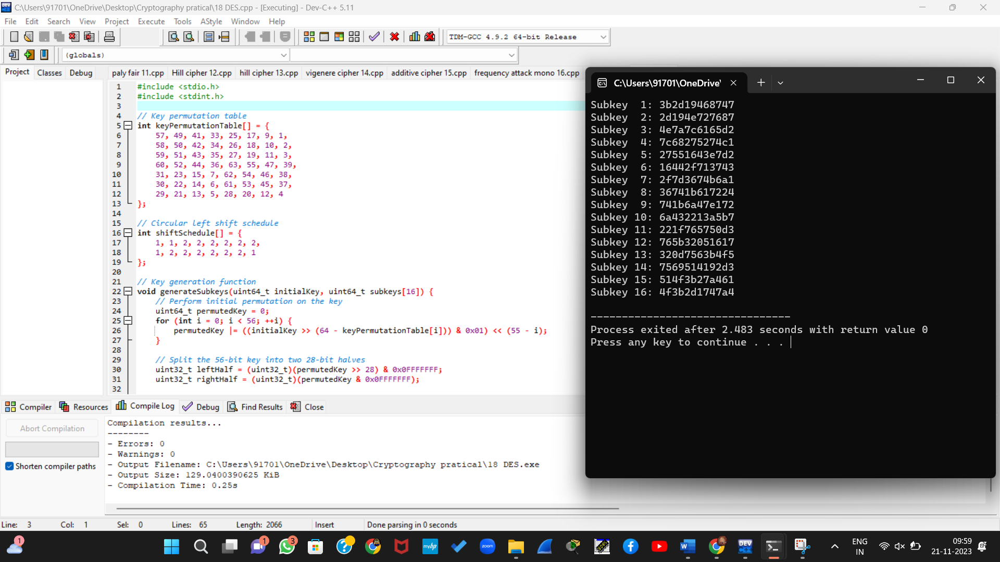 C:\Users\91701\OneDrive\Desktop\Cryptography pratical\18 DES.cpp - [Executing] - Dev-C++ 5.11
File Edit Search View Project Execute Tools AStyle Window Help
TDM-GCC 4.9.2 64-bit Release
(globals)
Project Classes Debug
paly fair 11.cpp Hill cipher 12.cpp hill cipher 13.cpp vigenere cipher 14.cpp additive cipher 15.cpp frequency attack mono 16.cpp
1 #include <stdio.h>
2 #include <stdint.h>
3
4 // Key permutation table
5 int keyPermutationTable[] = {
6 57, 49, 41, 33, 25, 17, 9, 1,
7 58, 50, 42, 34, 26, 18, 10, 2,
8 59, 51, 43, 35, 27, 19, 11, 3,
9 60, 52, 44, 36, 63, 55, 47, 39,
10 31, 23, 15, 7, 62, 54, 46, 38,
11 30, 22, 14, 6, 61, 53, 45, 37,
12 29, 21, 13, 5, 28, 20, 12, 4
13 };
14
15 // Circular left shift schedule
16 int shiftSchedule[] = {
17 1, 1, 2, 2, 2, 2, 2, 2,
18 1, 2, 2, 2, 2, 2, 2, 1
19 };
20
21 // Key generation function
22 void generateSubkeys(uint64_t initialKey, uint64_t subkeys[16]) {
23 // Perform initial permutation on the key
24 uint64_t permutedKey = 0;
25 for (int i = 0; i < 56; ++i) {
26 permutedKey |= ((initialKey >> (64 - keyPermutationTable[i])) & 0x01) << (55 - i);
27 }
28
29 // Split the 56-bit key into two 28-bit halves
30 uint32_t leftHalf = (uint32_t)(permutedKey >> 28) & 0x0FFFFFFF;
31 uint32_t rightHalf = (uint32_t)(permutedKey & 0x0FFFFFFF);
32
C:\Users\91701\OneDrive\
Subkey 1: 3b2d19468747
Subkey 2: 2d194e727687
Subkey 3: 4e7a7c6165d2
Subkey 4: 7c68275274c1
Subkey 5: 27551643e7d2
Subkey 6: 16442f713743
Subkey 7: 2f7d3674b6a1
Subkey 8: 36741b617224
Subkey 9: 741b6a47e172
Subkey 10: 6a432213a5b7
Subkey 11: 221f765750d3
Subkey 12: 765b32051617
Subkey 13: 320d7563b4f5
Subkey 14: 7569514192d3
Subkey 15: 514f3b27a461
Subkey 16: 4f3b2d1747a4
--------------------------------
Process exited after 2.483 seconds with return value 0
Press any key to continue . . .
Compiler Resources Compile Log Debug Find Results Close
Abort Compilation
Shorten compiler paths
Compilation results...
--------
- Errors: 0
- Warnings: 0
- Output Filename: C:\Users\91701\OneDrive\Desktop\Cryptography pratical\18 DES.exe
- Output Size: 129.0400390625 KiB
- Compilation Time: 0.25s
Line: 3 Col: 1 Sel: 0 Lines: 65 Length: 2066 Insert Done parsing in 0 seconds
1
1
3
myhp
zoom
W
DEV
ENG
IN
09:59
21-11-2023